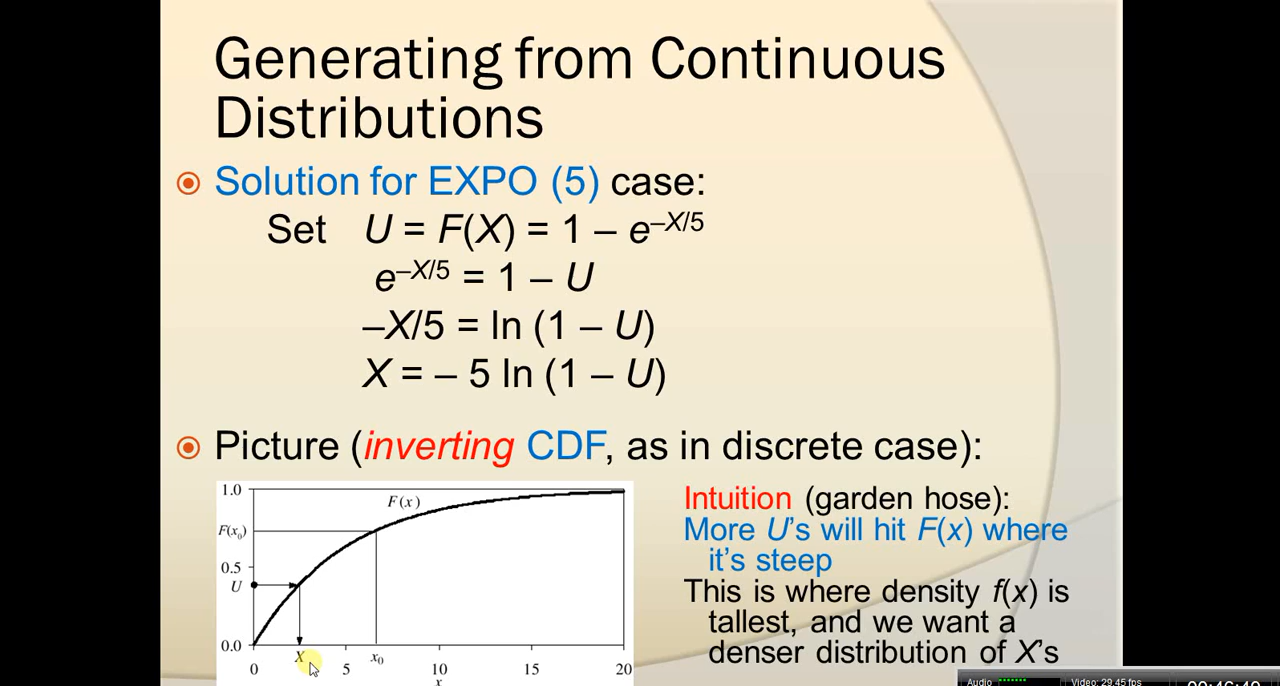 Generating from Continuous
Distributions
Solution for EXPO (5) case:
Set U = F(X) = 1 – e–X/5
e–X/5 = 1 – U
–X/5 = ln (1 – U)
X = – 5 ln (1 – U)
Picture (inverting CDF, as in discrete case):
1.0
F(x)
F(x0)
0.5
U
0.0
X
x0
0 5 10 15 20
x
Intuition (garden hose):
More U's will hit F(x) where
it's steep
This is where density f(x) is
tallest, and we want a
denser distribution of X's
Audio
Video: 29.45 fps